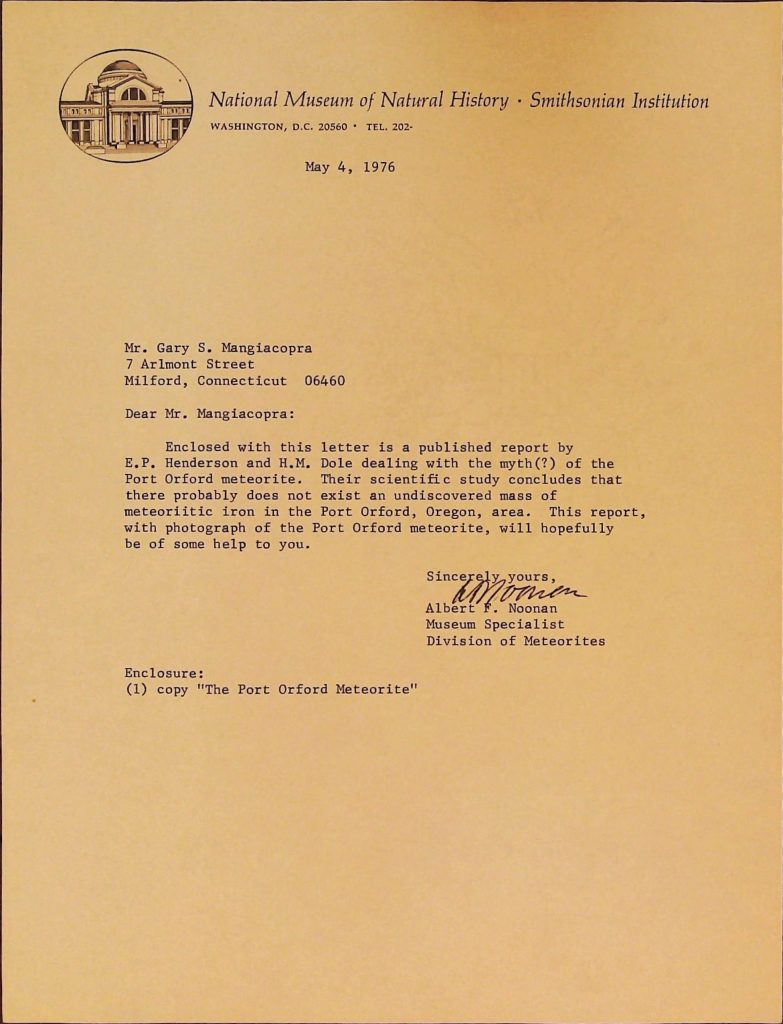 National Museum of Natural History · Smithsonian Institution
WASHINGTON, D.C. 20560 · TEL. 202-
May 4, 1976
Mr. Gary S. Mangiacopra
7 Arlmont Street
Milford, Connecticut 06460
Dear Mr. Mangiacopra:
Enclosed with this letter is a published report by
E.P. Henderson and H.M. Dole dealing with the myth(?) of the
Port Orford meteorite. Their scientific study concludes that
there probably does not exist an undiscovered mass of
meteoriitic iron in the Port Orford, Oregon, area. This report,
with photograph of the Port Orford meteorite, will hopefully
be of some help to you.
Sincerely yours,
Albert F. Noonan
Museum Specialist
Division of Meteorites
Enclosure:
(1) copy "The Port Orford Meteorite"